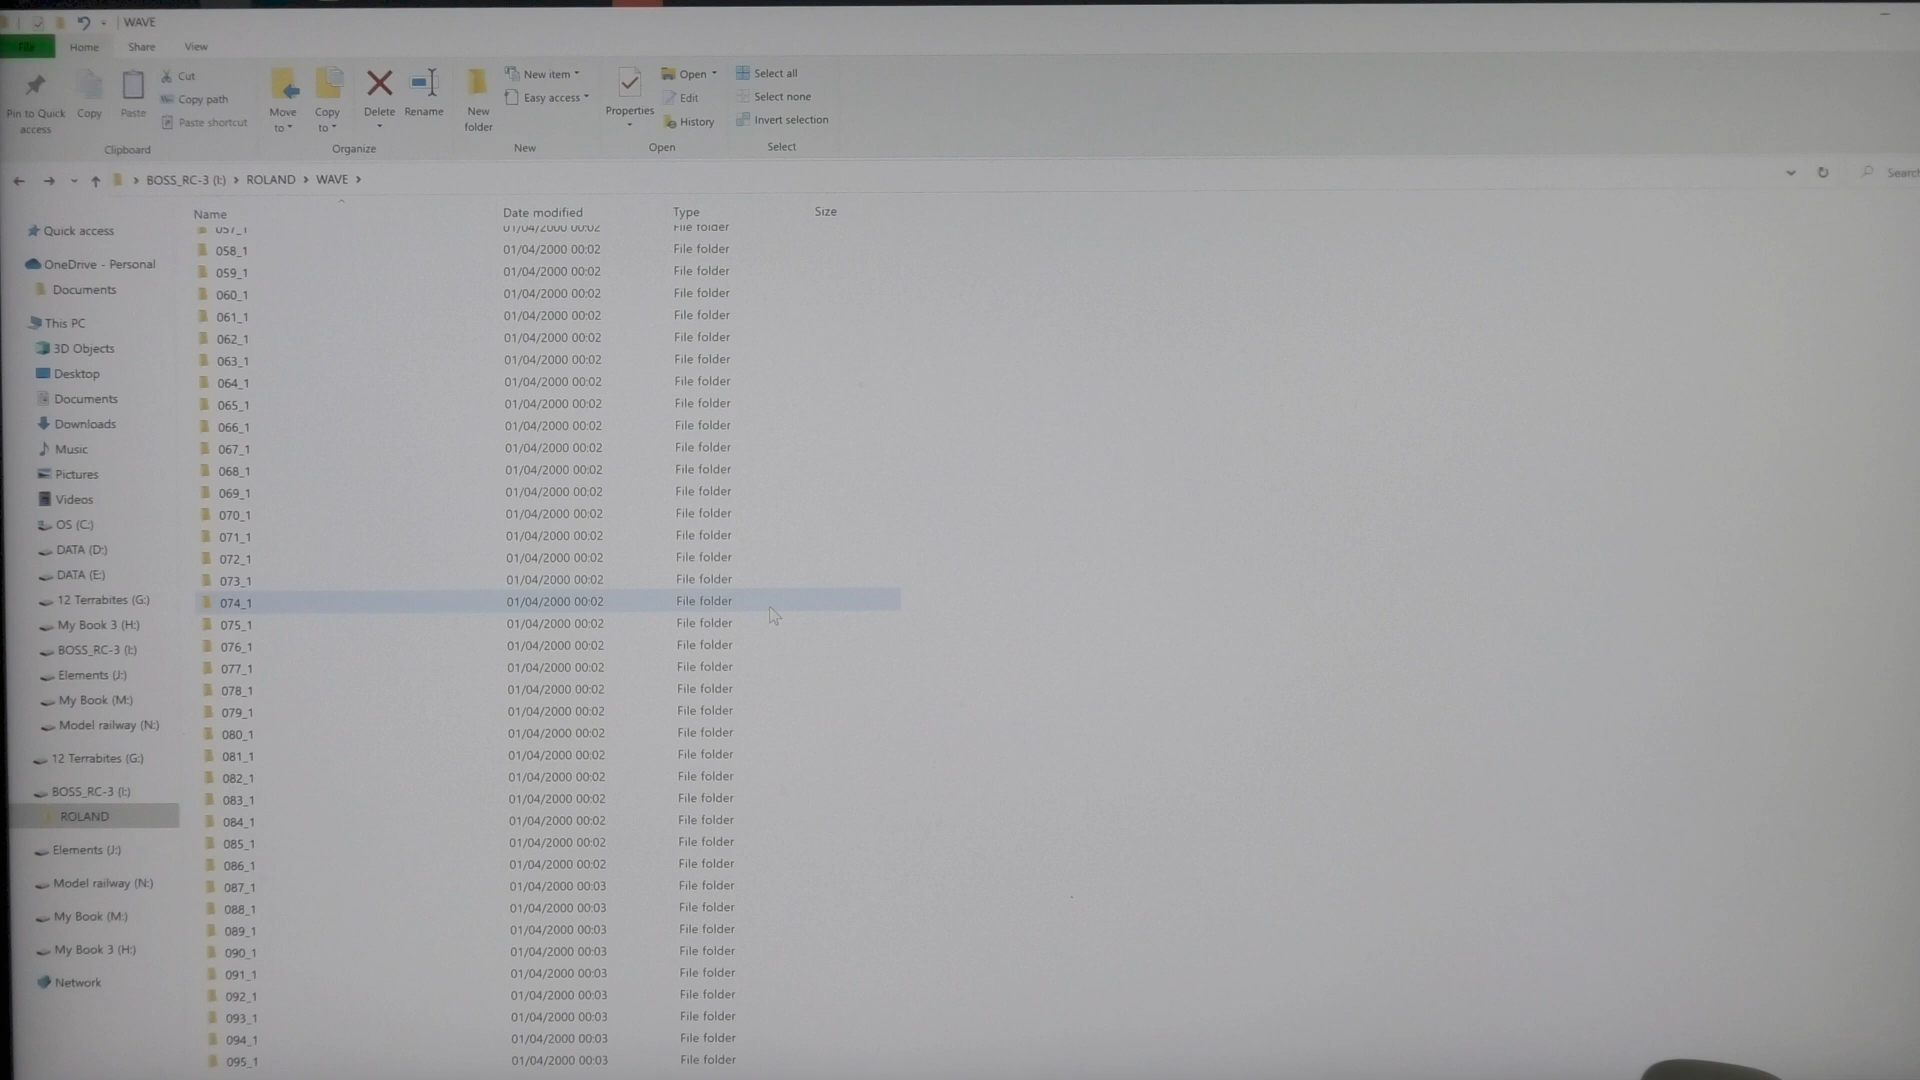 WAVE
File Home Share View
Pin to Quick access
Copy
Paste
Cut
Copy path
Paste shortcut
Clipboard
Move to
Copy to
Delete
Rename
Organize
New folder
New item
Easy access
New
Properties
Open
Edit
History
Open
Select all
Select none
Invert selection
Select
BOSS_RC-3 (I:) > ROLAND > WAVE >
Search
Quick access
OneDrive - Personal
Documents
This PC
3D Objects
Desktop
Documents
Downloads
Music
Pictures
Videos
OS (C:)
DATA (D:)
DATA (E:)
12 Terrabites (G:)
My Book 3 (H:)
BOSS_RC-3 (I:)
Elements (J:)
My Book (M:)
Model railway (N:)
12 Terrabites (G:)
BOSS_RC-3 (I:)
ROLAND
Elements (J:)
Model railway (N:)
My Book (M:)
My Book 3 (H:)
Network
Name Date modified Type Size
057_1 01/04/2000 00:02 File folder
058_1 01/04/2000 00:02 File folder
059_1 01/04/2000 00:02 File folder
060_1 01/04/2000 00:02 File folder
061_1 01/04/2000 00:02 File folder
062_1 01/04/2000 00:02 File folder
063_1 01/04/2000 00:02 File folder
064_1 01/04/2000 00:02 File folder
065_1 01/04/2000 00:02 File folder
066_1 01/04/2000 00:02 File folder
067_1 01/04/2000 00:02 File folder
068_1 01/04/2000 00:02 File folder
069_1 01/04/2000 00:02 File folder
070_1 01/04/2000 00:02 File folder
071_1 01/04/2000 00:02 File folder
072_1 01/04/2000 00:02 File folder
073_1 01/04/2000 00:02 File folder
074_1 01/04/2000 00:02 File folder
075_1 01/04/2000 00:02 File folder
076_1 01/04/2000 00:02 File folder
077_1 01/04/2000 00:02 File folder
078_1 01/04/2000 00:02 File folder
079_1 01/04/2000 00:02 File folder
080_1 01/04/2000 00:02 File folder
081_1 01/04/2000 00:02 File folder
082_1 01/04/2000 00:02 File folder
083_1 01/04/2000 00:02 File folder
084_1 01/04/2000 00:02 File folder
085_1 01/04/2000 00:02 File folder
086_1 01/04/2000 00:02 File folder
087_1 01/04/2000 00:03 File folder
088_1 01/04/2000 00:03 File folder
089_1 01/04/2000 00:03 File folder
090_1 01/04/2000 00:03 File folder
091_1 01/04/2000 00:03 File folder
092_1 01/04/2000 00:03 File folder
093_1 01/04/2000 00:03 File folder
094_1 01/04/2000 00:03 File folder
095_1 01/04/2000 00:03 File folder